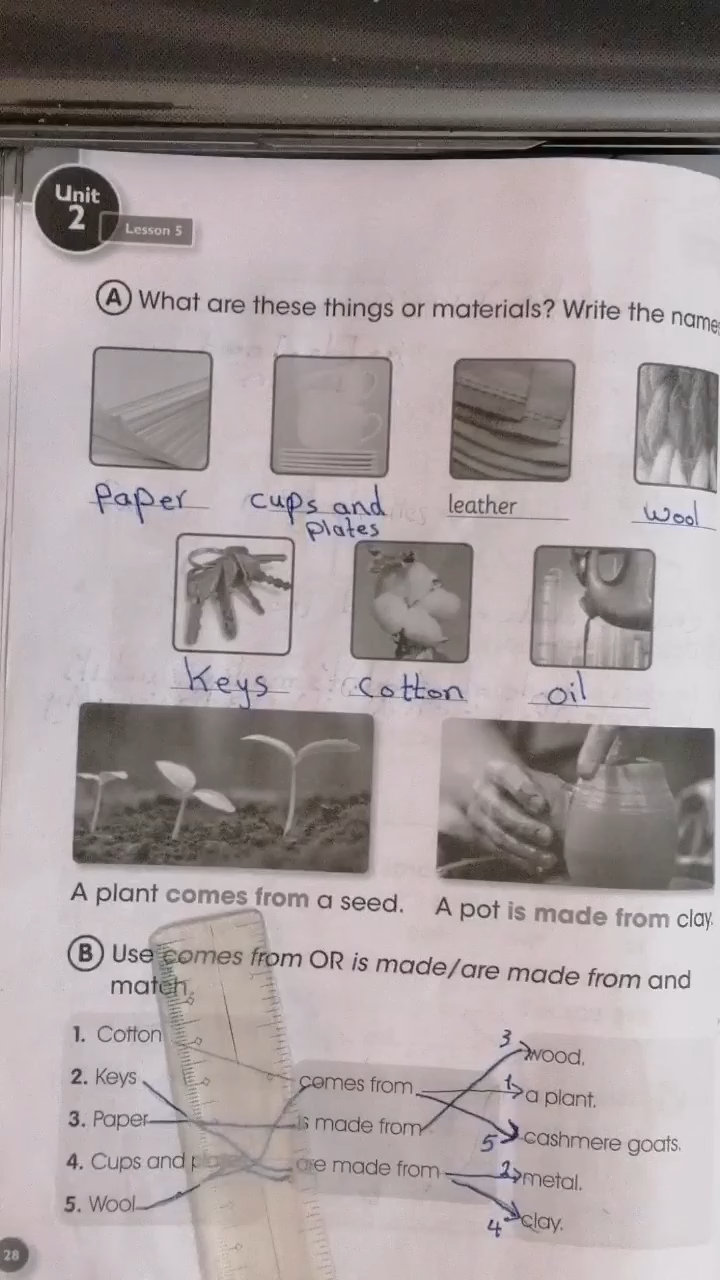 Unit
2
Lesson 5
A What are these things or materials? Write the name
Paper
cups and
plates
leather
wool
Keys
cotton
oil
A plant comes from a seed.
A pot is made from clay.
B Use comes from OR is made/are made from and
match.
1. Cotton
2. Keys
3. Paper
4. Cups and plates
5. Wool
comes from
is made from
are made from
3 wood.
1 a plant.
5 cashmere goats.
2 metal.
4 clay.
28